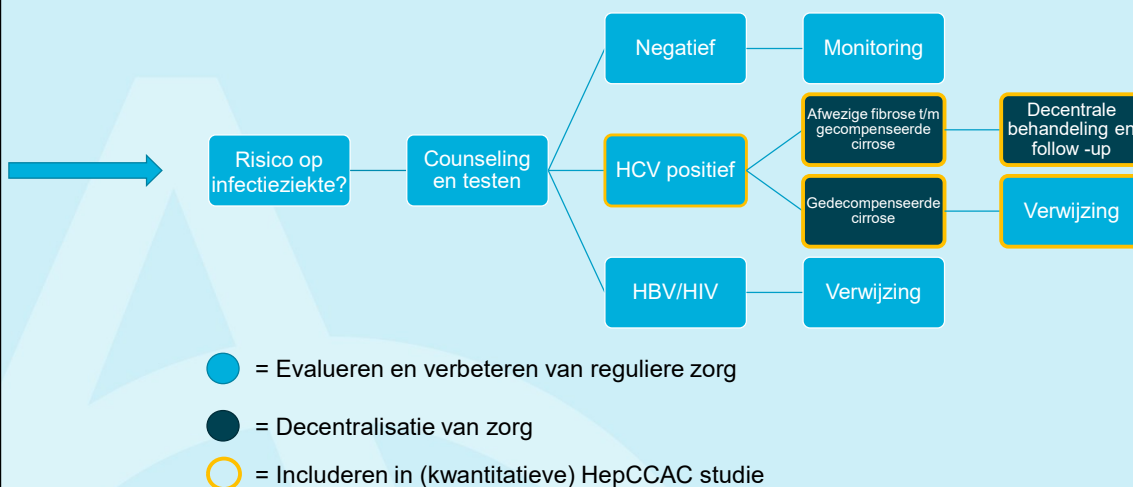 Negatief
Monitoring
Risico op
infectieziekte?
Counseling
en testen
HCV positief
Afwezige fibrose t/m
gecompenseerde
cirrose
Decentrale
behandeling en
follow -up
Gedecompenseerde
cirrose
Verwijzing
HBV/HIV
Verwijzing
= Evalueren en verbeteren van reguliere zorg
= Decentralisatie van zorg
= Includeren in (kwantitatieve) HepCCAC studie